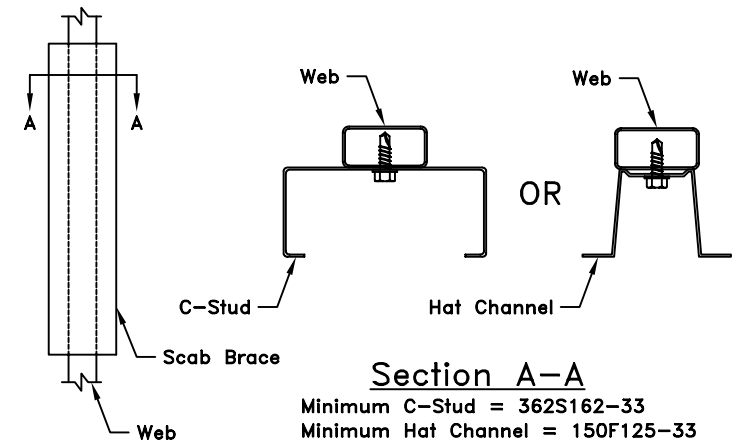 Web
Web
A
A
OR
C-Stud
Hat Channel
Scab Brace
Section A-A
Minimum C-Stud = 362S162-33
Minimum Hat Channel = 150F125-33
Web